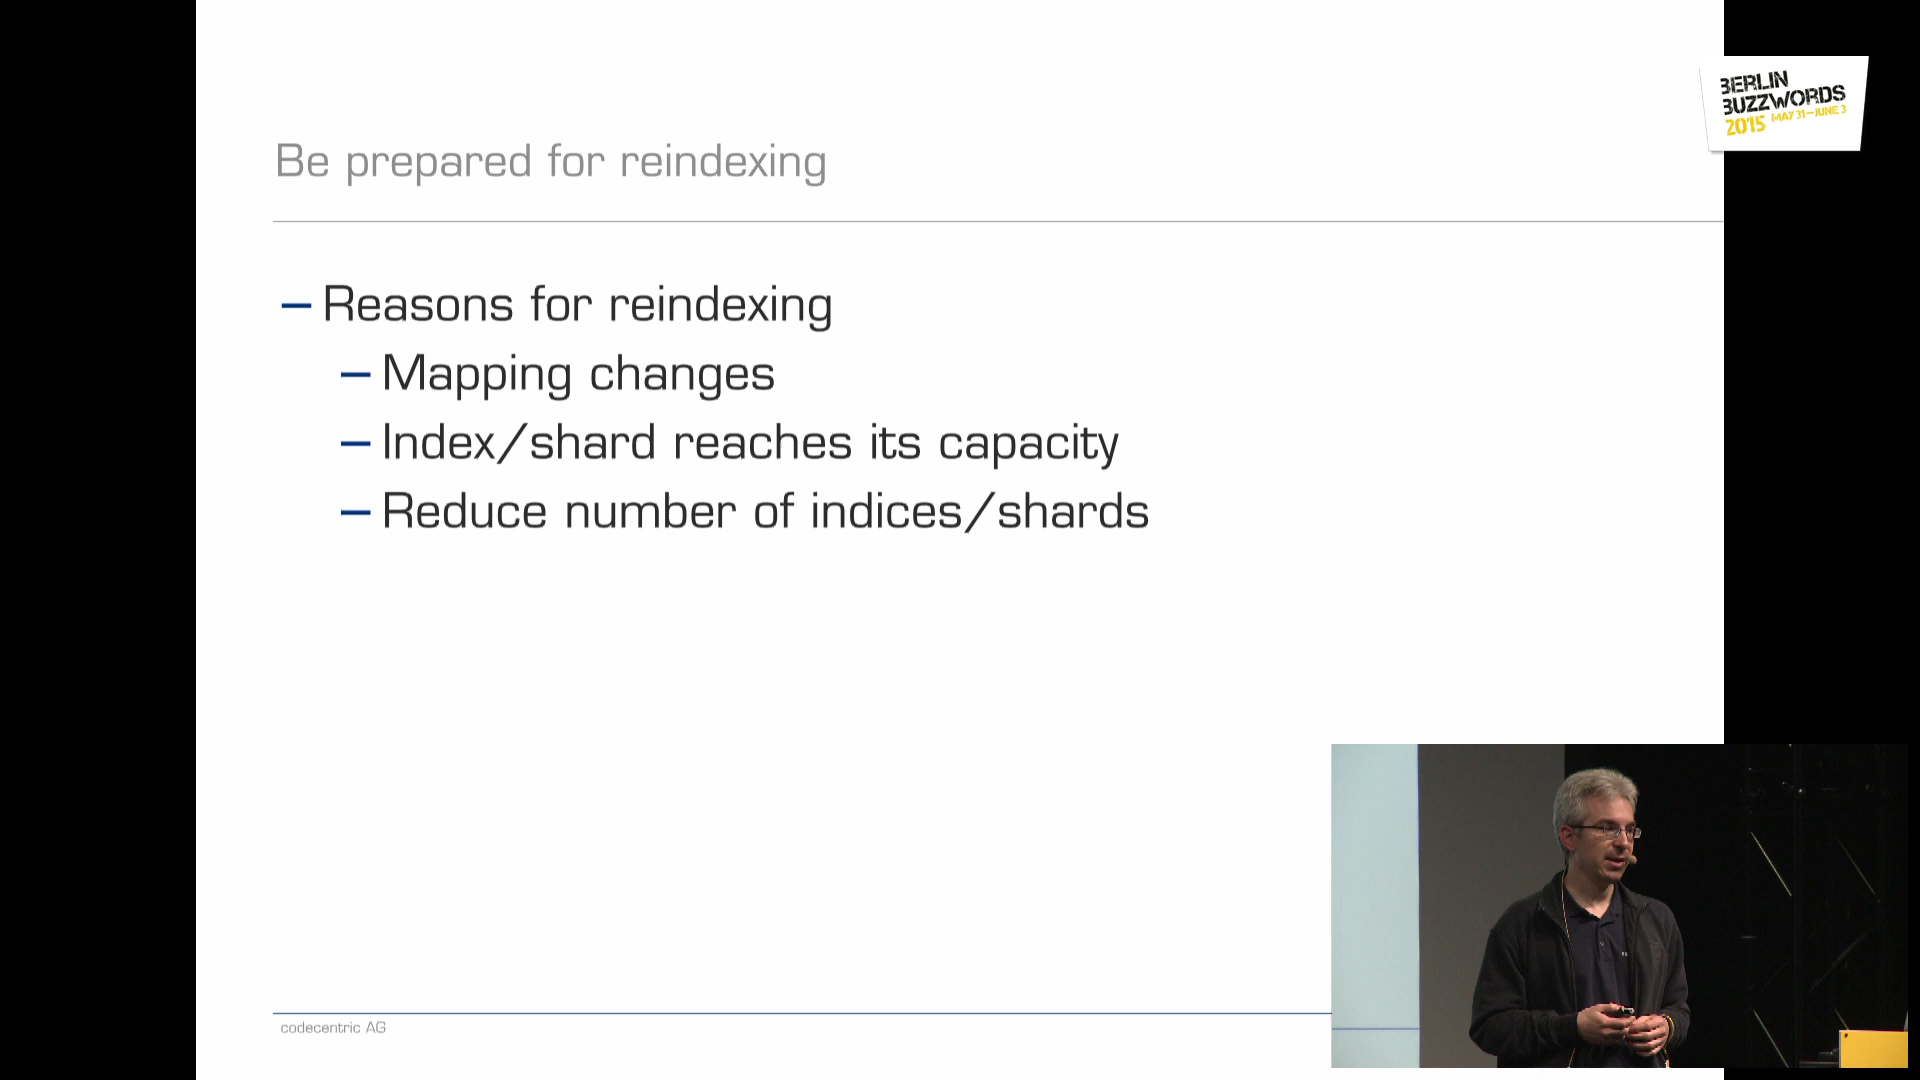 BERLIN
BUZZWORDS
2015 MAY 31–JUNE 3
Be prepared for reindexing
– Reasons for reindexing
– Mapping changes
– Index/shard reaches its capacity
– Reduce number of indices/shards
codecentric AG